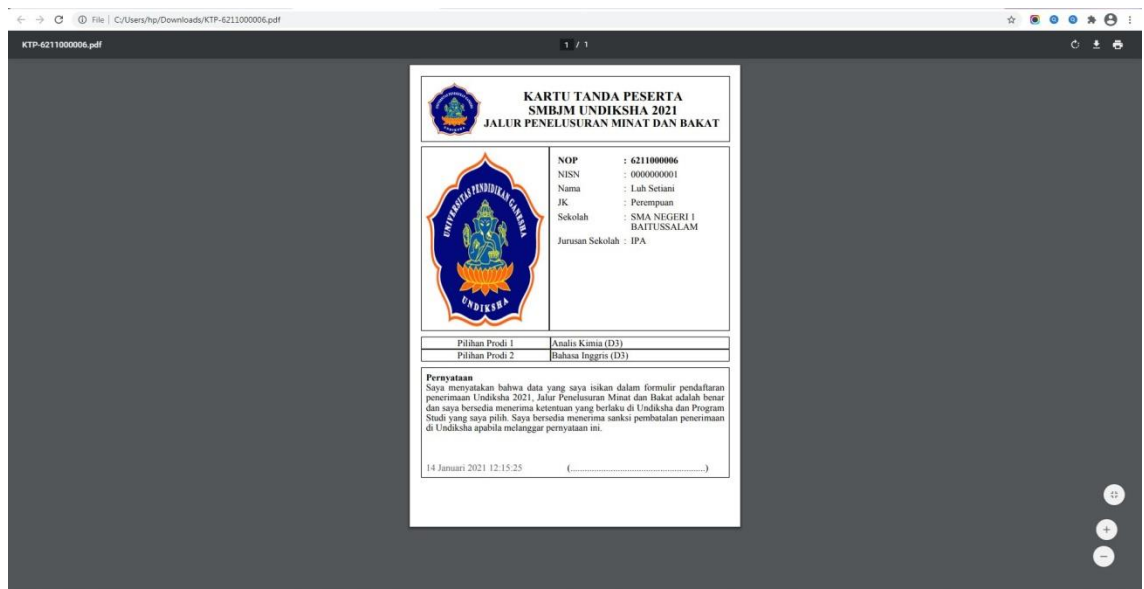 File | C:/Users/hp/Downloads/KTP-6211000006.pdf
KTP-6211000006.pdf
1 / 1
KARTU TANDA PESERTA
SMBJM UNDIKSHA 2021
JALUR PENELUSURAN MINAT DAN BAKAT
UNIVERSITAS PENDIDIKAN GANESHA
UNDIKSHA
NOP : 6211000006
NISN : 0000000001
Nama : Luh Setiani
JK : Perempuan
Sekolah : SMA NEGERI 1
BAITUSSALAM
Jurusan Sekolah : IPA
Pilihan Prodi 1 Analis Kimia (D3)
Pilihan Prodi 2 Bahasa Inggris (D3)
Pernyataan
Saya menyatakan bahwa data yang saya isikan dalam formulir pendaftaran
penerimaan Undiksha 2021, Jalur Penelusuran Minat dan Bakat adalah benar
dan saya bersedia menerima ketentuan yang berlaku di Undiksha dan Program
Studi yang saya pilih. Saya bersedia menerima sanksi pembatalan penerimaan
di Undiksha apabila melanggar pernyataan ini.
14 Januari 2021 12:15:25 (..........................................................)